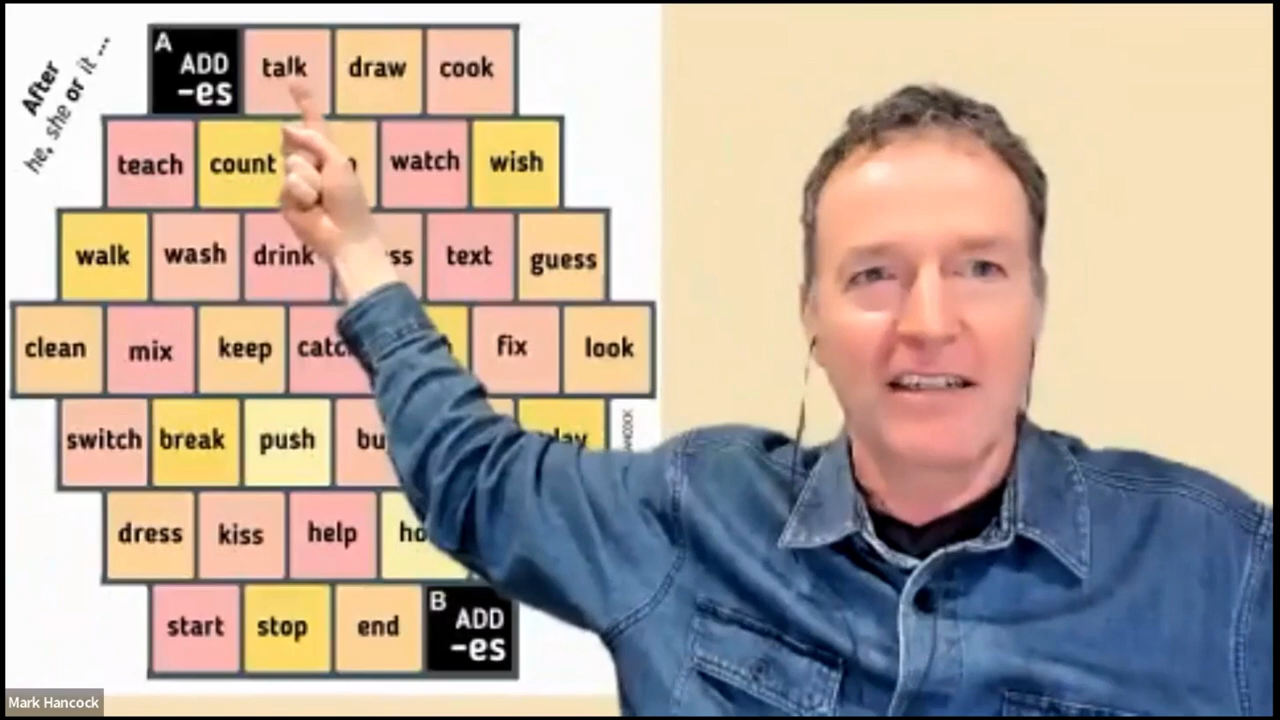 After
he, she or it ...
A
ADD
-es
talk draw cook
teach count watch wish
walk wash drink text guess
clean mix keep fix look
switch break push
dress kiss help
start stop end
B
ADD
-es
Mark Hancock